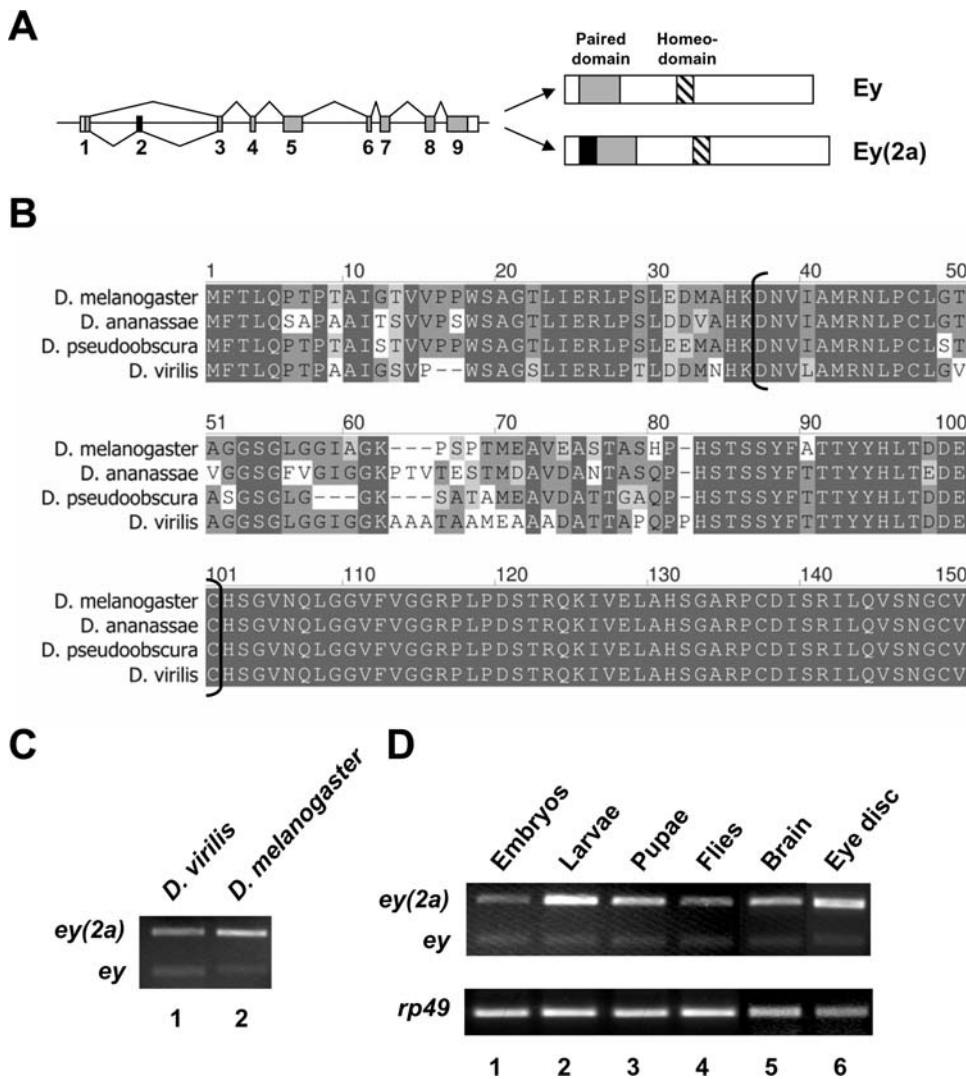 A
Paired domain
Homeo-domain
Ey
Ey(2a)
1 2 3 4 5 6 7 8 9
B
1 10 20 30 40 50
D. melanogaster MFTLQPTPTAIGTVVPPWSAGTLIERLPSLEDMAHKDNVIAMRNLPCLGT
D. ananassae MFTLQSAPAAITSVVPSWSAGTLIERLPSLDDVAHKDNVIAMRNLPCLGT
D. pseudoobscura MFTLQPTPTAISTVVPPWSAGTLIERLPSLEEMAHKDNVIAMRNLPCLST
D. virilis MFTLQPTPAAIGSVP--WSAGSLIERLPTLDDMNHKDNVLAMRNLPCLGV
51 60 70 80 90 100
D. melanogaster AGGSGLGGIAGK---PSPTMEAVEASTASHP-HSTSSYFATTYYHLTDDE
D. ananassae VGGSGFVGIGGKPTVTESTMDAVDANTASQP-HSTSSYFTTTYYHLTEDE
D. pseudoobscura ASGSGLG---GK---SATAMEAVDATTGAQP-HSTSSYFTTTYYHLTDDE
D. virilis AGGSGLGGIGGKAAATAAMEAAADATTAPQPPHSTSSYFTTTYYHLTDDE
101 110 120 130 140 150
D. melanogaster CHSGVNQLGGVFVGGRPLPDSTRQKIVELAHSGARPCDISRILQVSNGCV
D. ananassae CHSGVNQLGGVFVGGRPLPDSTRQKIVELAHSGARPCDISRILQVSNGCV
D. pseudoobscura CHSGVNQLGGVFVGGRPLPDSTRQKIVELAHSGARPCDISRILQVSNGCV
D. virilis CHSGVNQLGGVFVGGRPLPDSTRQKIVELAHSGARPCDISRILQVSNGCV
C
D. virilis
D. melanogaster
ey(2a)
ey
1 2
D
Embryos
Larvae
Pupae
Flies
Brain
Eye disc
ey(2a)
ey
rp49
1 2 3 4 5 6